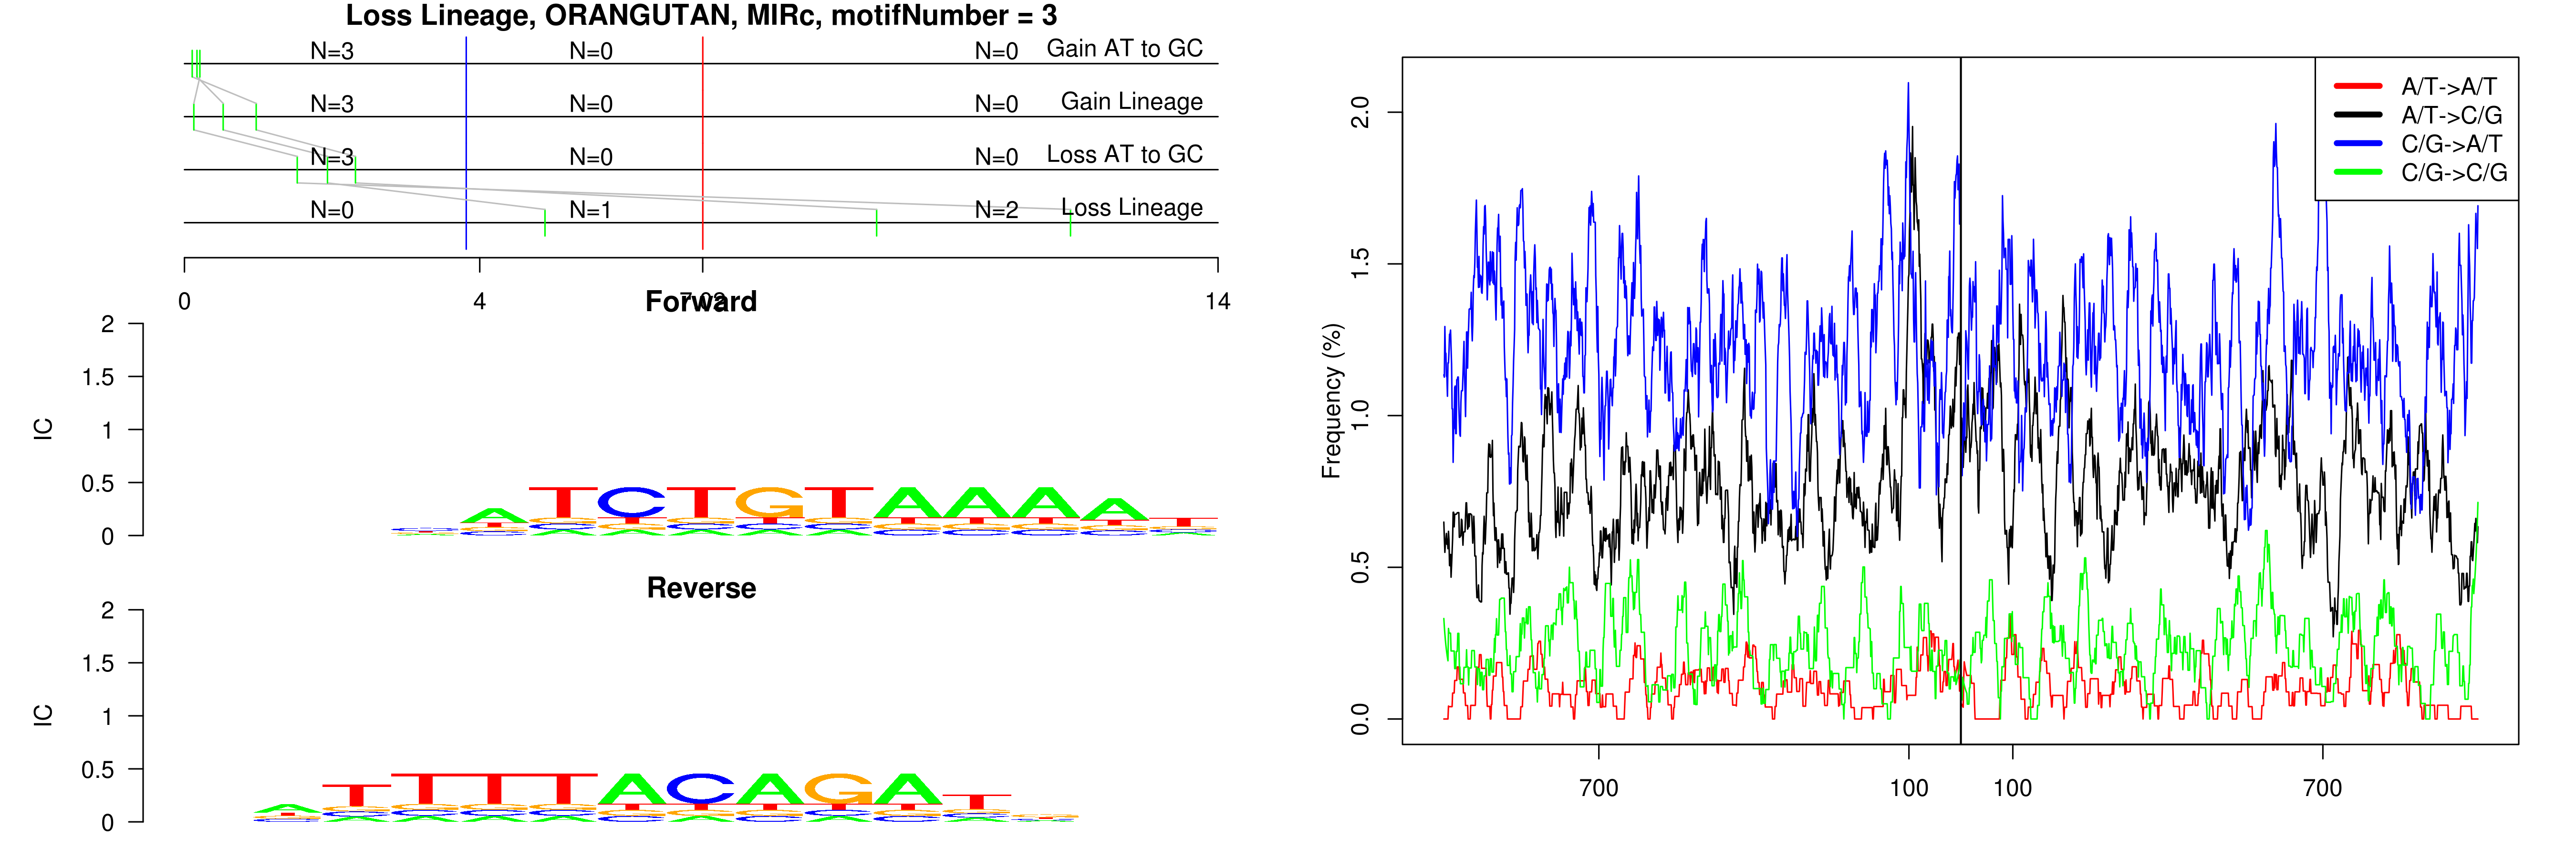 Loss Lineage, ORANGUTAN, MIRc, motifNumber = 3
N=3 N=0 N=0 Gain AT to GC
N=3 N=0 N=0 Gain Lineage
N=3 N=0 N=0 Loss AT to GC
N=0 N=1 N=2 Loss Lineage
0 4 14
Forward
2
1.5
1
0.5
0
IC
ATCTGTAAAAT
Reverse
2
1.5
1
0.5
0
IC
ATTTTACAGAT
A/T->A/T
A/T->C/G
C/G->A/T
C/G->C/G
2.0
1.5
1.0
0.5
0.0
Frequency (%)
700 100 100 700